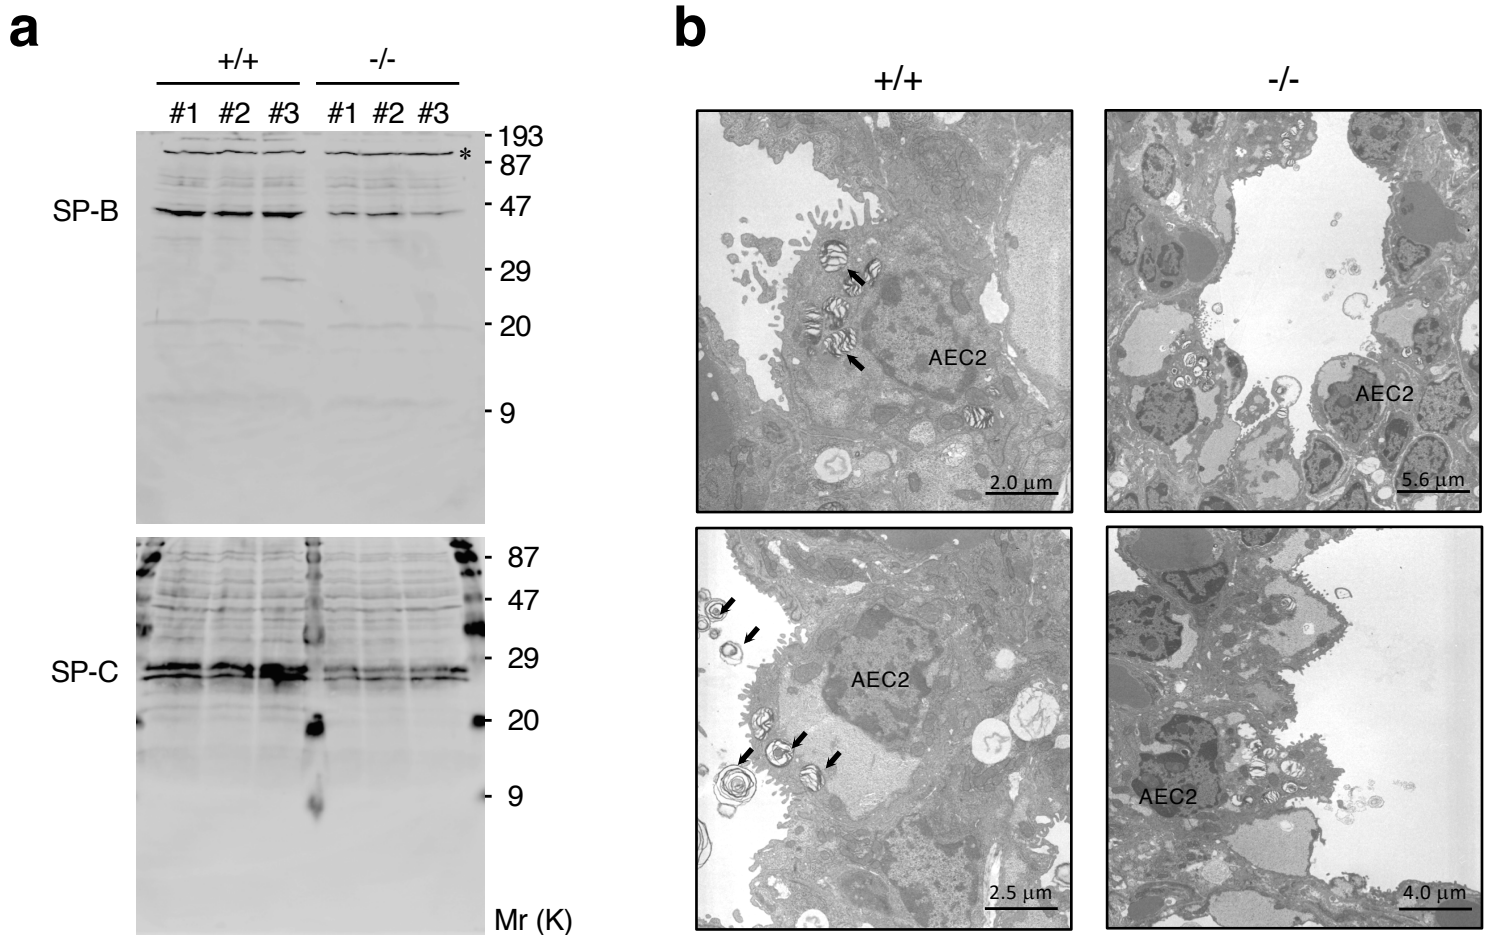 a
+/+ -/-
#1 #2 #3 #1 #2 #3
193
*
87
SP-B
47
29
20
9
87
47
SP-C
29
20
9
Mr (K)
b
+/+ -/-
AEC2
2.0 μm
AEC2
5.6 μm
AEC2
2.5 μm
AEC2
4.0 μm